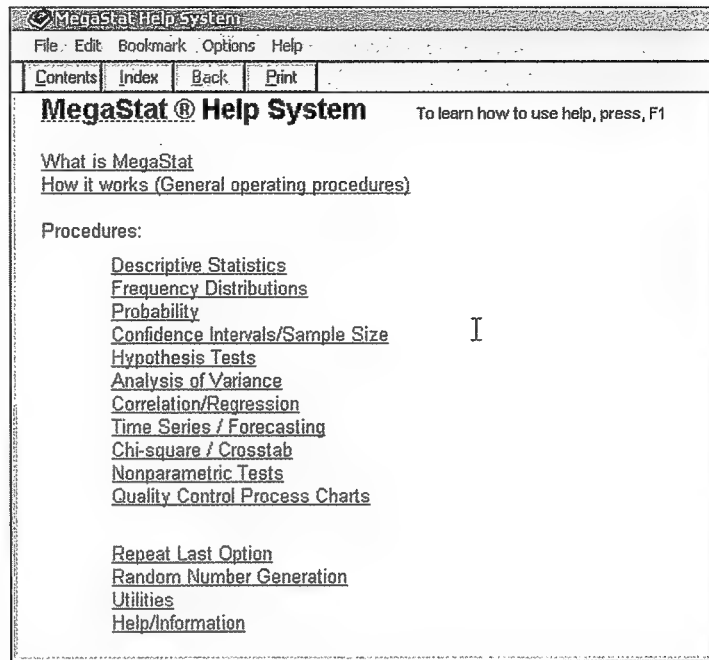 MegaStat Help System
File Edit Bookmark Options Help
Contents Index Back Print
MegaStat ® Help System To learn how to use help, press, F1
What is MegaStat
How it works (General operating procedures)
Procedures:
Descriptive Statistics
Frequency Distributions
Probability
Confidence Intervals/Sample Size
Hypothesis Tests
Analysis of Variance
Correlation/Regression
Time Series / Forecasting
Chi-square / Crosstab
Nonparametric Tests
Quality Control Process Charts
Repeat Last Option
Random Number Generation
Utilities
Help/Information